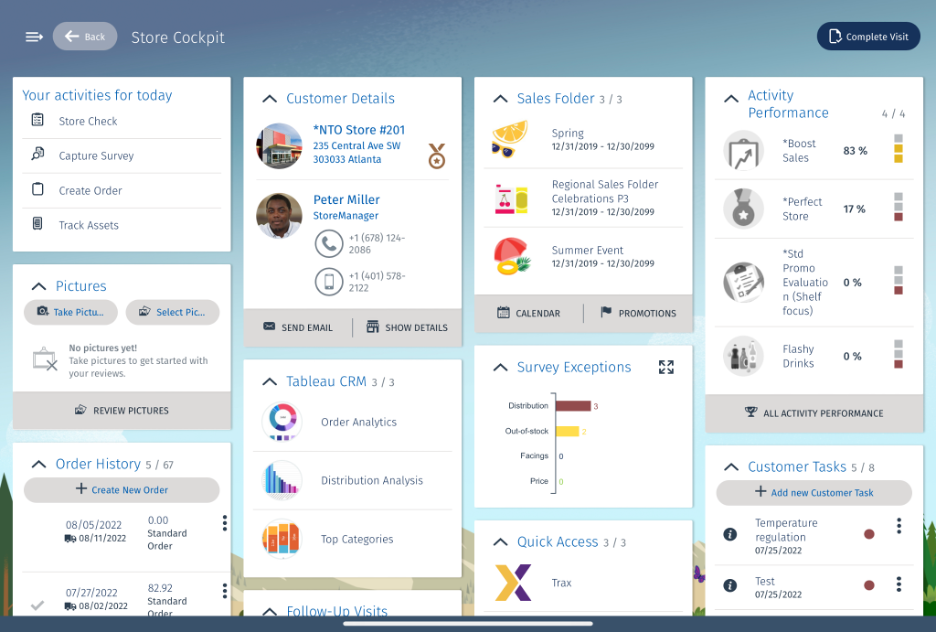 Back
Store Cockpit
Complete Visit
Your activities for today
Store Check
Capture Survey
Create Order
Track Assets
Pictures
Take Pictu...
Select Pic...
No pictures yet!
Take pictures to get started with
your reviews.
REVIEW PICTURES
Order History 5 / 67
Create New Order
08/05/2022
08/11/2022
0.00
Standard
Order
07/27/2022
08/02/2022
82.92
Standard
Order
Customer Details
*NTO Store #201
235 Central Ave SW
303033 Atlanta
Peter Miller
StoreManager
+1 (678) 124-
2086
+1 (401) 578-
2122
SEND EMAIL
SHOW DETAILS
Tableau CRM 3 / 3
Order Analytics
Distribution Analysis
Top Categories
Follow-Up Visits
Sales Folder 3 / 3
Spring
12/31/2019 - 12/30/2099
Regional Sales Folder
Celebrations P3
12/31/2019 - 12/30/2099
Summer Event
12/31/2019 - 12/30/2099
CALENDAR
PROMOTIONS
Survey Exceptions
Distribution 3
Out-of-stock 2
Facings 0
Price 0
Quick Access 3 / 3
Trax
Activity
Performance 4 / 4
*Boost
Sales
83 %
*Perfect
Store
17 %
*Std
Promo
Evaluatio
n (Shelf
focus)
0 %
Flashy
Drinks
0 %
ALL ACTIVITY PERFORMANCE
Customer Tasks 5 / 8
Add new Customer Task
Temperature
regulation
07/25/2022
Test
07/25/2022